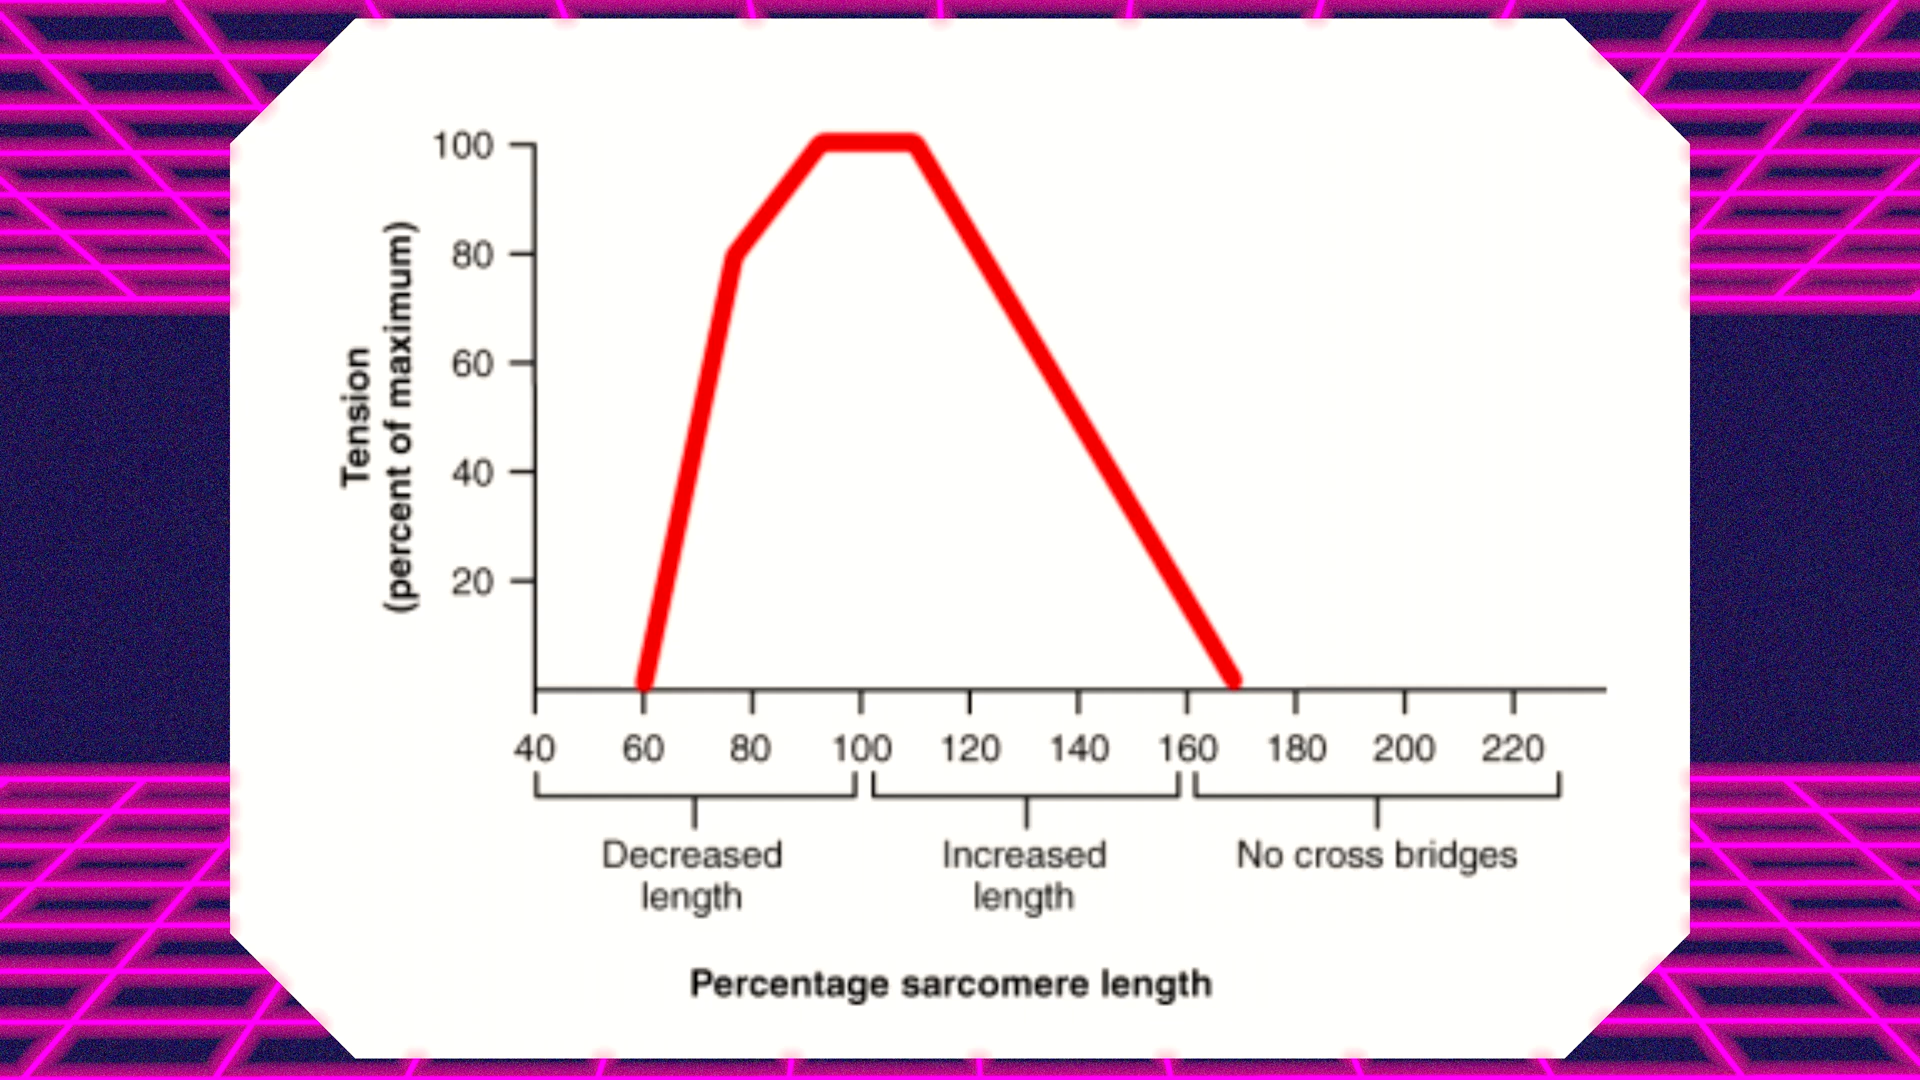 Tension
(percent of maximum)
100
80
60
40
20
40 60 80 100 120 140 160 180 200 220
Decreased
length
Increased
length
No cross bridges
Percentage sarcomere length